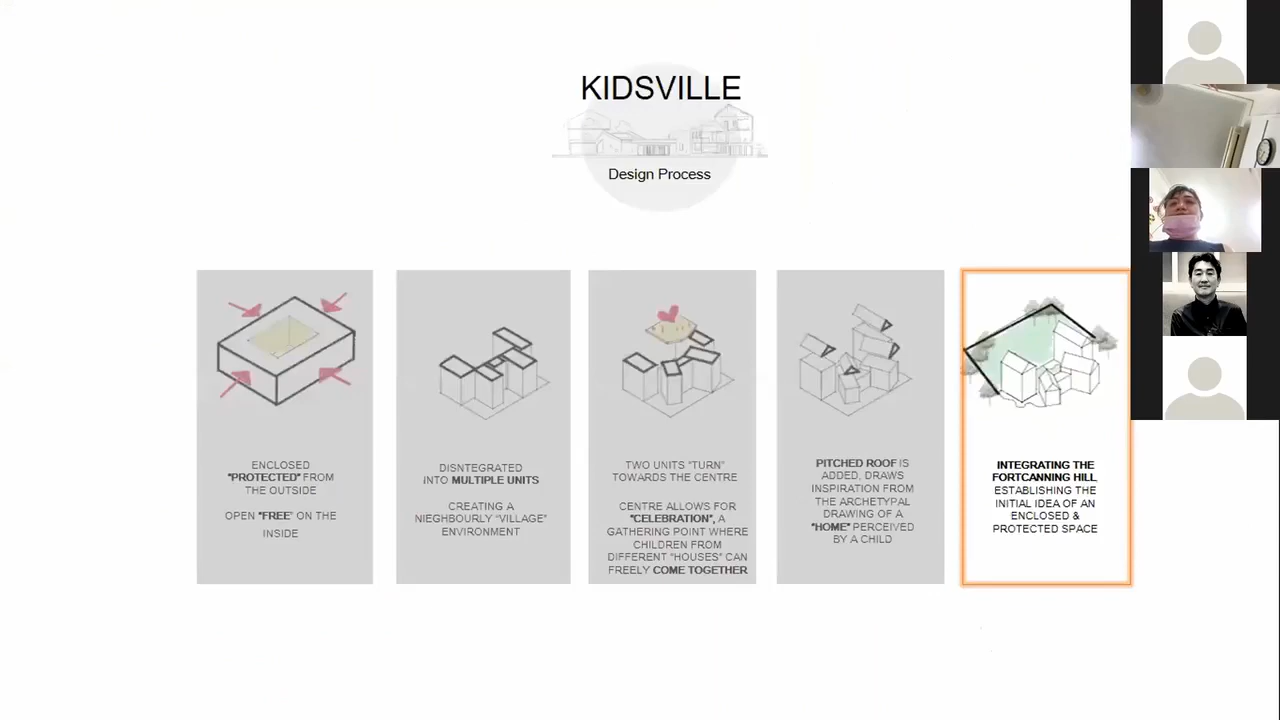 KIDSVILLE
Design Process
ENCLOSED
"PROTECTED" FROM
THE OUTSIDE
OPEN "FREE" ON THE
INSIDE
DISNTEGRATED
INTO MULTIPLE UNITS
CREATING A
NIEGHBOURLY "VILLAGE"
ENVIRONMENT
TWO UNITS "TURN"
TOWARDS THE CENTRE
CENTRE ALLOWS FOR
"CELEBRATION", A
GATHERING POINT WHERE
CHILDREN FROM
DIFFERENT "HOUSES" CAN
FREELY COME TOGETHER
PITCHED ROOF IS
ADDED, DRAWS
INSPIRATION FROM
THE ARCHETYPAL
DRAWING OF A
"HOME" PERCEIVED
BY A CHILD
INTEGRATING THE
FORTCANNING HILL,
ESTABLISHING THE
INITIAL IDEA OF AN
ENCLOSED &
PROTECTED SPACE